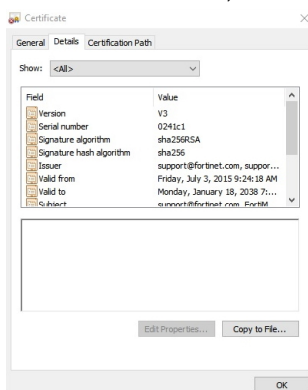 Certificate
General Details Certification Path
Show: <All>
Field Value
Version V3
Serial number 0241c1
Signature algorithm sha256RSA
Signature hash algorithm sha256
Issuer support@fortinet.com, suppor...
Valid from Friday, July 3, 2015 9:24:18 AM
Valid to Monday, January 18, 2038 7:...
Subject support@fortinet.com, FortiM...
Edit Properties... Copy to File...
OK